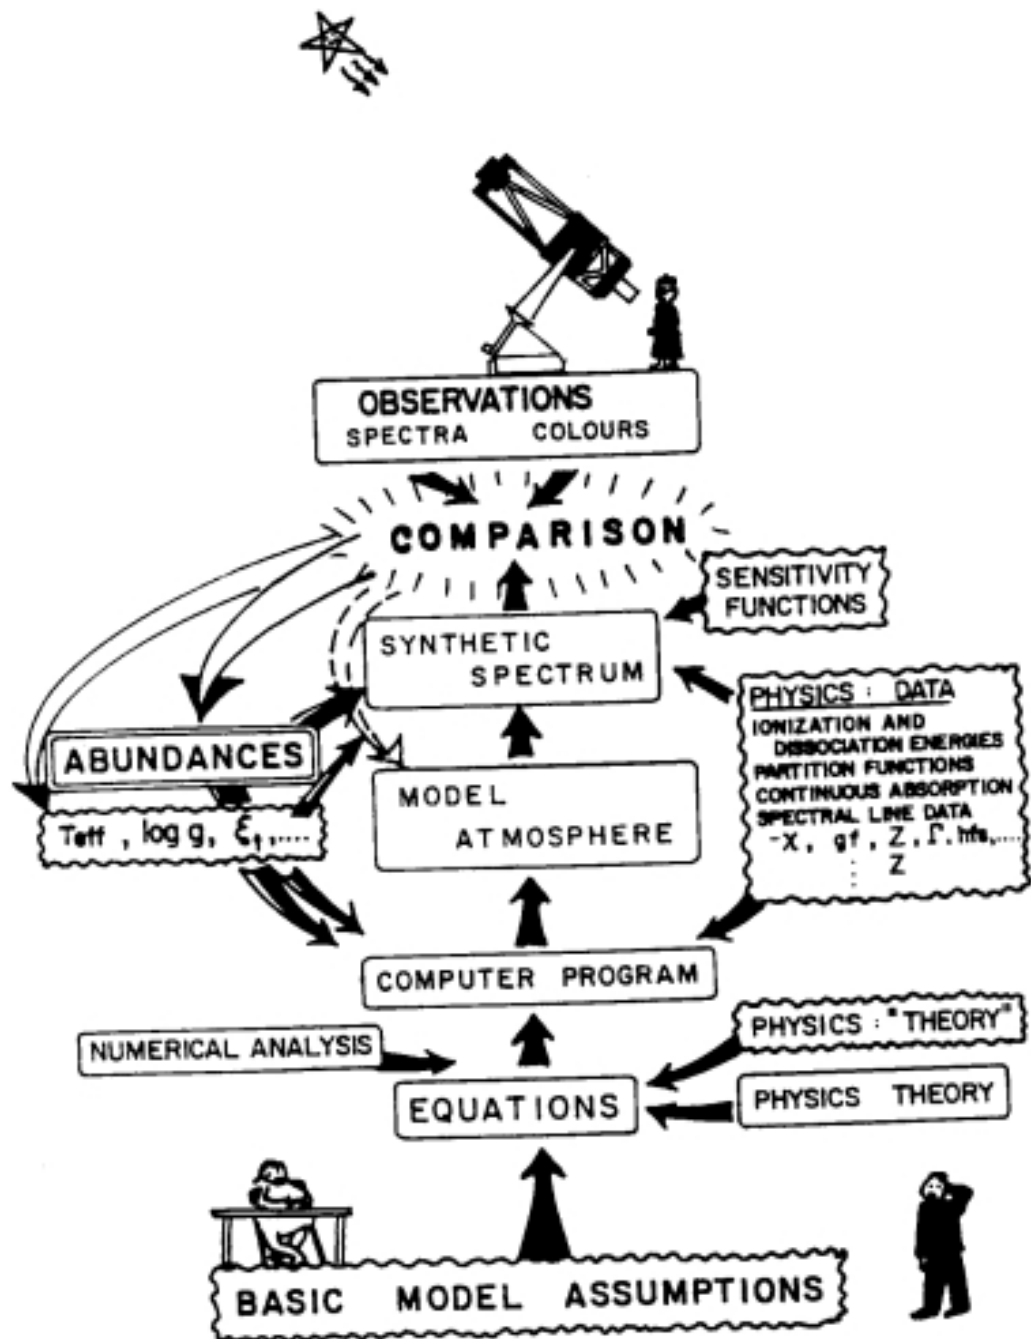 OBSERVATIONS
SPECTRA COLOURS
COMPARISON
SENSITIVITY
FUNCTIONS
SYNTHETIC
SPECTRUM
PHYSICS : DATA
IONIZATION AND
DISSOCIATION ENERGIES
PARTITION FUNCTIONS
CONTINUOUS ABSORPTION
SPECTRAL LINE DATA
-χ, gf, Z, Γ. hfs,....
:
Z
ABUNDANCES
Teff, log g, ξt,....
MODEL
ATMOSPHERE
COMPUTER PROGRAM
NUMERICAL ANALYSIS
PHYSICS : "THEORY"
EQUATIONS
PHYSICS THEORY
BASIC MODEL ASSUMPTIONS